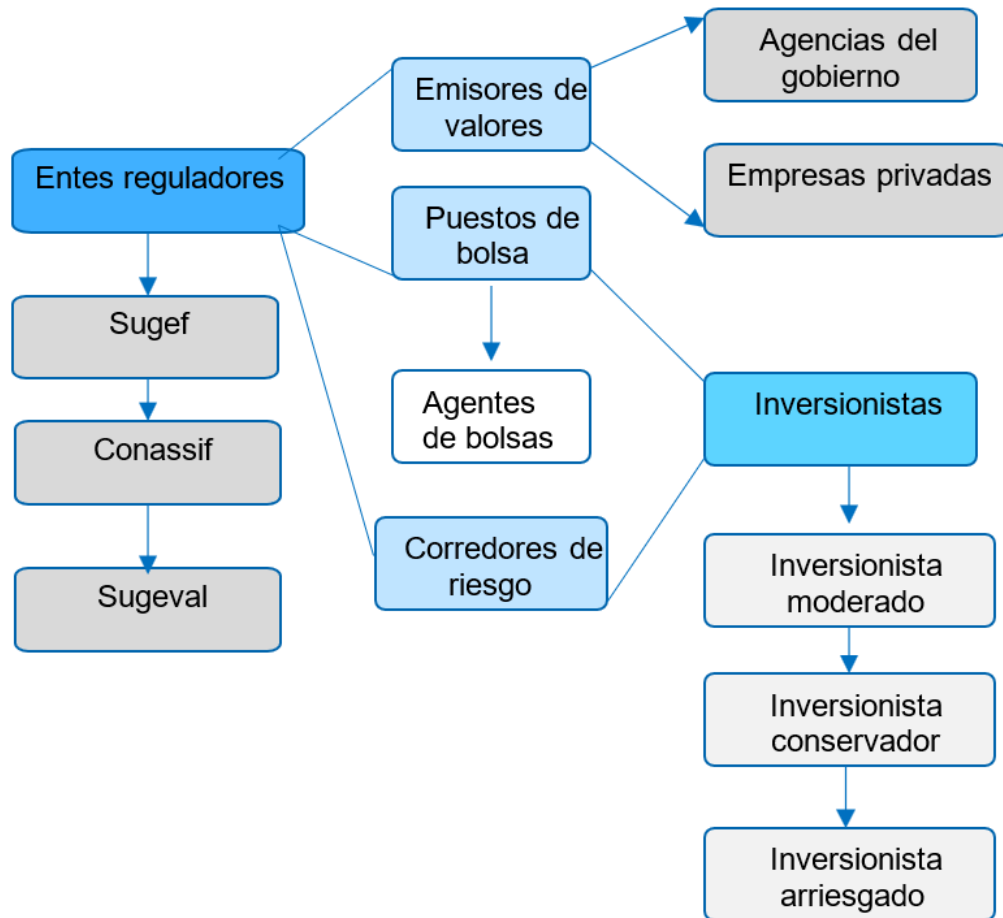 Agencias del
gobierno
Emisores de
valores
Entes reguladores
Empresas privadas
Puestos de
bolsa
Sugef
Agentes
de bolsas
Inversionistas
Conassif
Corredores de
riesgo
Inversionista
moderado
Sugeval
Inversionista
conservador
Inversionista
arriesgado